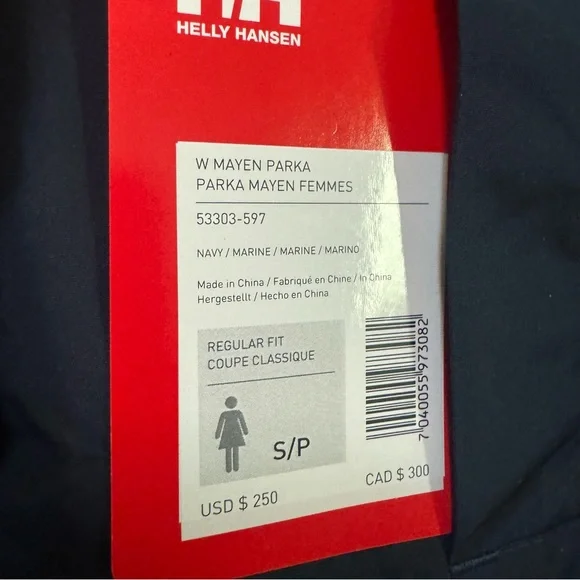 HELLY HANSEN
W MAYEN PARKA
PARKA MAYEN FEMMES
53303-597
NAVY / MARINE / MARINE / MARINO
Made in China / Fabriqué en Chine / In China
Hergestellt / Hecho en China
REGULAR FIT
COUPE CLASSIQUE
S/P
7 040055 973082
USD $ 250
CAD $ 300